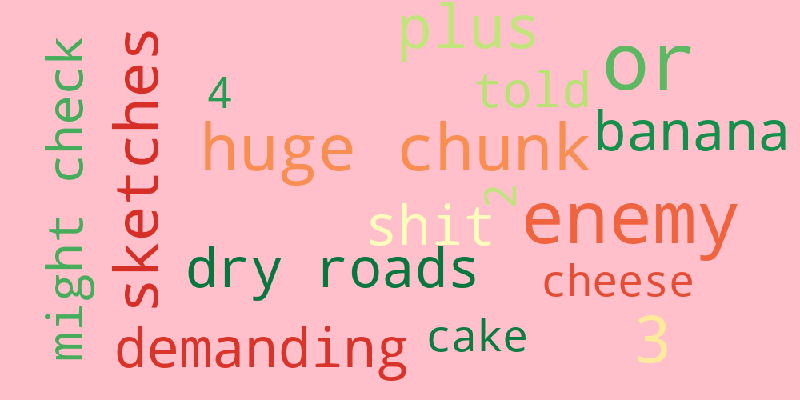 might check
sketches
plus
or
4
told
banana
huge chunk
2
shit
enemy
dry roads
cheese
demanding
cake
3